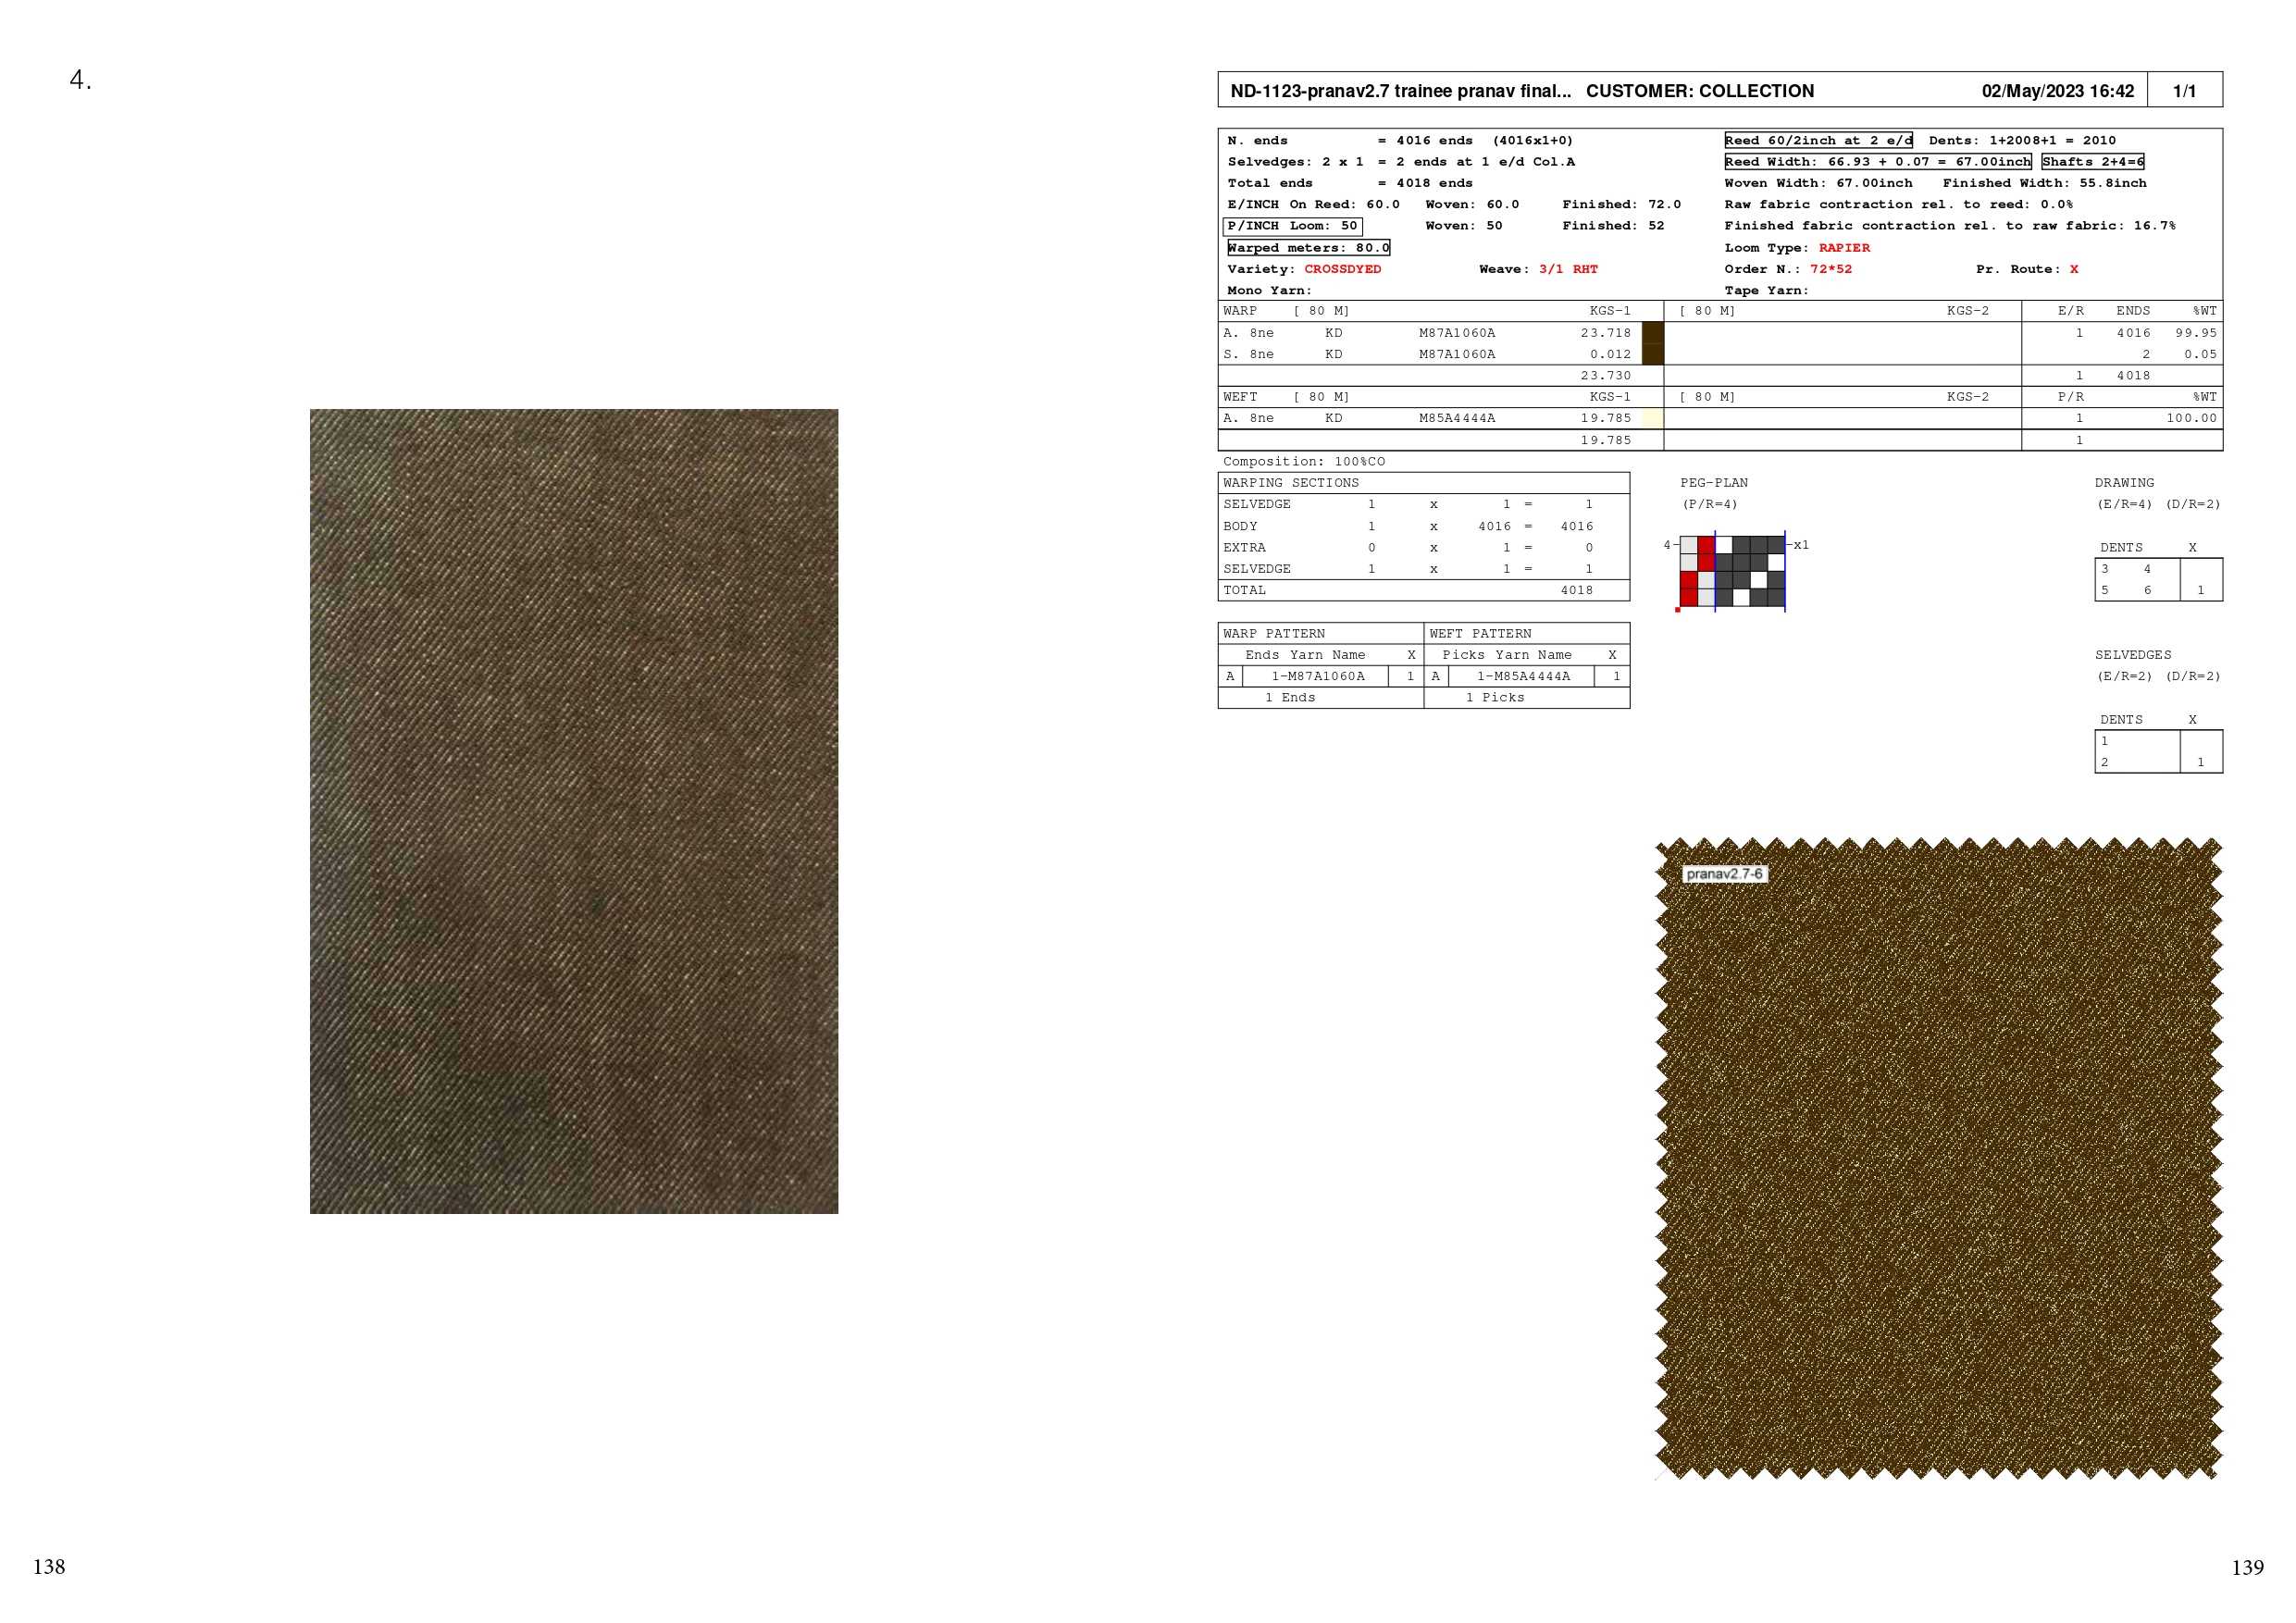 4.
ND-1123-pranav2.7 trainee pranav final... CUSTOMER: COLLECTION 02/May/2023 16:42 1/1
N. ends = 4016 ends (4016x1+0) Reed 60/2inch at 2 e/d Dents: 1+2008+1 = 2010
Selvedges: 2 x 1 = 2 ends at 1 e/d Col.A Reed Width: 66.93 + 0.07 = 67.00inch Shafts 2+4=6
Total ends = 4018 ends Woven Width: 67.00inch Finished Width: 55.8inch
E/INCH On Reed: 60.0 Woven: 60.0 Finished: 72.0 Raw fabric contraction rel. to reed: 0.0%
P/INCH Loom: 50 Woven: 50 Finished: 52 Finished fabric contraction rel. to raw fabric: 16.7%
Warped meters: 80.0 Loom Type: RAPIER
Variety: CROSSDYED Weave: 3/1 RHT Order N.: 72*52 Pr. Route: X
Mono Yarn: Tape Yarn:
WARP [ 80 M] KGS-1 [ 80 M] KGS-2 E/R ENDS %WT
A. 8ne KD M87A1060A 23.718 1 4016 99.95
S. 8ne KD M87A1060A 0.012 2 0.05
23.730 1 4018
WEFT [ 80 M] KGS-1 [ 80 M] KGS-2 P/R %WT
A. 8ne KD M85A4444A 19.785 1 100.00
19.785 1
Composition: 100%CO
WARPING SECTIONS
SELVEDGE 1 x 1 = 1
BODY 1 x 4016 = 4016
EXTRA 0 x 1 = 0
SELVEDGE 1 x 1 = 1
TOTAL 4018
PEG-PLAN
(P/R=4)
4 x1
DRAWING
(E/R=4) (D/R=2)
DENTS X
3 4
5 6 1
WARP PATTERN WEFT PATTERN
Ends Yarn Name X Picks Yarn Name X
A 1-M87A1060A 1 A 1-M85A4444A 1
1 Ends 1 Picks
SELVEDGES
(E/R=2) (D/R=2)
DENTS X
1
2 1
pranav2.7-6
138
139